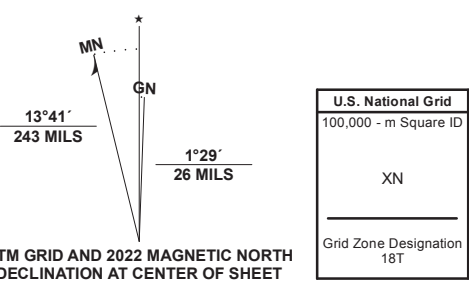 ★
MN
GN
13°41´
243 MILS
1°29´
26 MILS
TM GRID AND 2022 MAGNETIC NORTH
DECLINATION AT CENTER OF SHEET
U.S. National Grid
100,000 - m Square ID
XN
Grid Zone Designation
18T